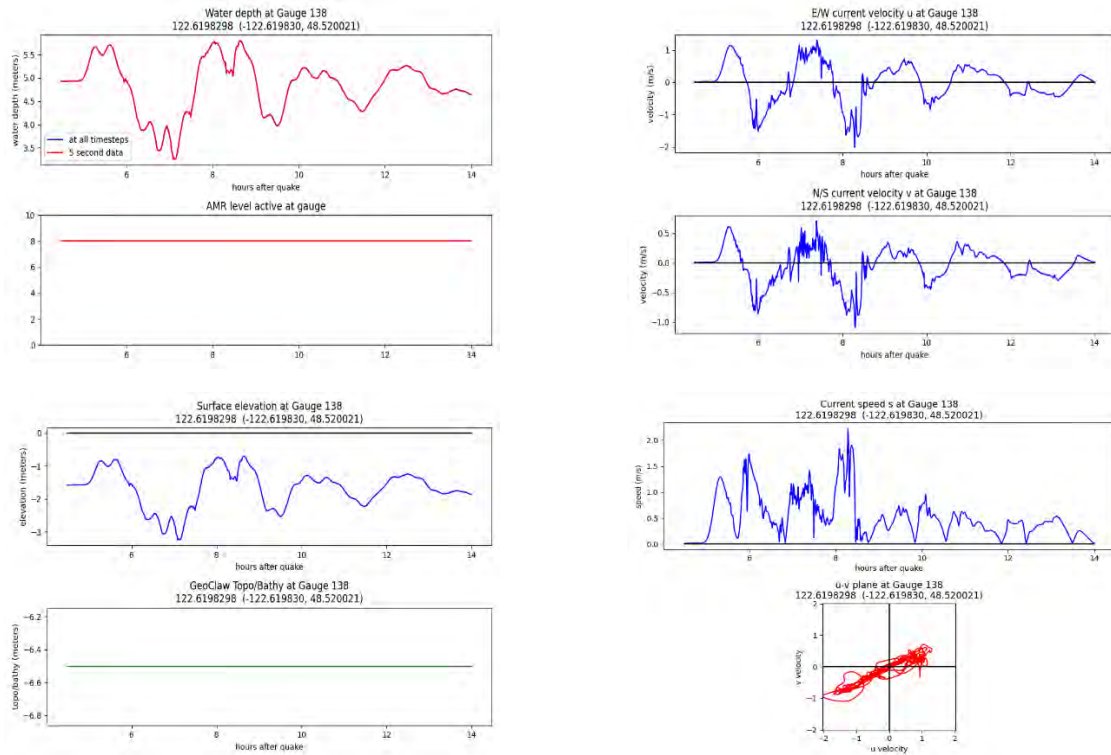 Water depth at Gauge 138
122.6198298 (-122.619830, 48.520021)
water depth (meters)
5.5
5.0
4.5
4.0
3.5
at all timesteps
5 second data
6 8 10 12 14
hours after quake
AMR level active at gauge
10
8
6
4
2
0
6 8 10 12 14
Surface elevation at Gauge 138
122.6198298 (-122.619830, 48.520021)
elevation (meters)
0
−1
−2
−3
6 8 10 12 14
hours after quake
GeoClaw Topo/Bathy at Gauge 138
122.6198298 (-122.619830, 48.520021)
topo/bathy (meters)
−6.2
−6.4
−6.6
−6.8
6 8 10 12 14
hours after quake
E/W current velocity u at Gauge 138
122.6198298 (-122.619830, 48.520021)
velocity (m/s)
1
0
−1
−2
6 8 10 12 14
hours after quake
N/S current velocity v at Gauge 138
122.6198298 (-122.619830, 48.520021)
velocity (m/s)
0.5
0.0
−0.5
−1.0
6 8 10 12 14
hours after quake
Current speed s at Gauge 138
122.6198298 (-122.619830, 48.520021)
speed (m/s)
2.0
1.5
1.0
0.5
0.0
6 8 10 12 14
hours after quake
u-v plane at Gauge 138
122.6198298 (-122.619830, 48.520021)
v velocity
2
1
0
−1
−2
−2 −1 0 1 2
u velocity